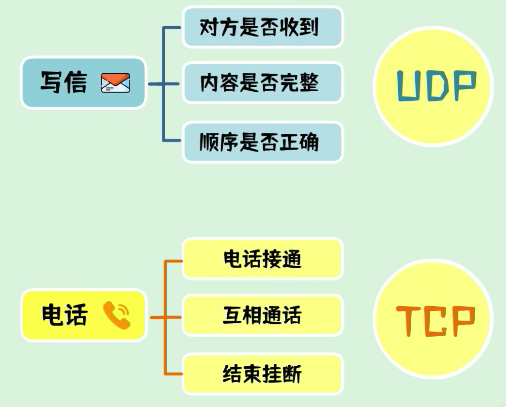 对方是否收到
写信
内容是否完整
UDP
顺序是否正确
电话接通
电话
互相通话
TCP
结束挂断